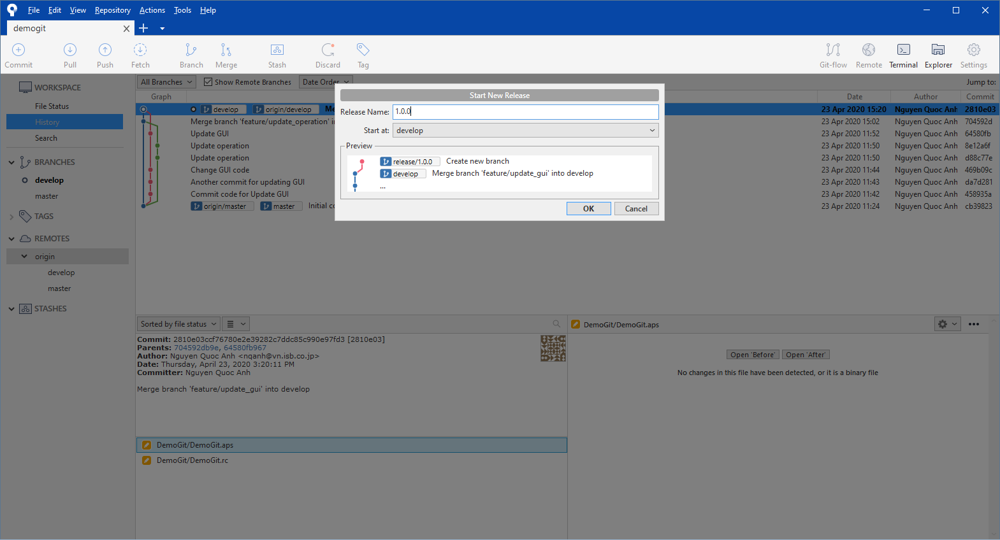 File Edit View Repository Actions Tools Help
demogit
Commit Pull Push Fetch Branch Merge Stash Discard Tag Git-flow Remote Terminal Explorer Settings
WORKSPACE
File Status
History
Search
BRANCHES
develop
master
TAGS
REMOTES
origin
develop
master
STASHES
All Branches Show Remote Branches Date Order Jump to:
Graph Date Author Commit
develop origin/develop 23 Apr 2020 15:20 Nguyen Quoc Anh 2810e03
Merge branch 'feature/update_operation' 23 Apr 2020 15:02 Nguyen Quoc Anh 704592d
Update GUI 23 Apr 2020 11:52 Nguyen Quoc Anh 64580fb
Update operation 23 Apr 2020 11:50 Nguyen Quoc Anh 8e12a6f
Update operation 23 Apr 2020 11:50 Nguyen Quoc Anh d88c77e
Change GUI code 23 Apr 2020 11:44 Nguyen Quoc Anh 469b09c
Another commit for updating GUI 23 Apr 2020 11:43 Nguyen Quoc Anh da7d281
Commit code for Update GUI 23 Apr 2020 11:42 Nguyen Quoc Anh 458935a
origin/master master Initial 23 Apr 2020 11:24 Nguyen Quoc Anh cb39823
Start New Release
Release Name: 1.0.0
Start at: develop
Preview
release/1.0.0 Create new branch
develop Merge branch 'feature/update_gui' into develop
...
OK Cancel
Sorted by file status
Commit: 2810e03ccf76780e2e39282c7ddc85c990e97fd3 [2810e03]
Parents: 704592db9e, 64580fb967
Author: Nguyen Quoc Anh <nqanh@vn.isb.co.jp>
Date: Thursday, April 23, 2020 3:20:11 PM
Committer: Nguyen Quoc Anh
Merge branch 'feature/update_gui' into develop
DemoGit/DemoGit.aps
DemoGit/DemoGit.rc
DemoGit/DemoGit.aps
Open 'Before' Open 'After'
No changes in this file have been detected, or it is a binary file